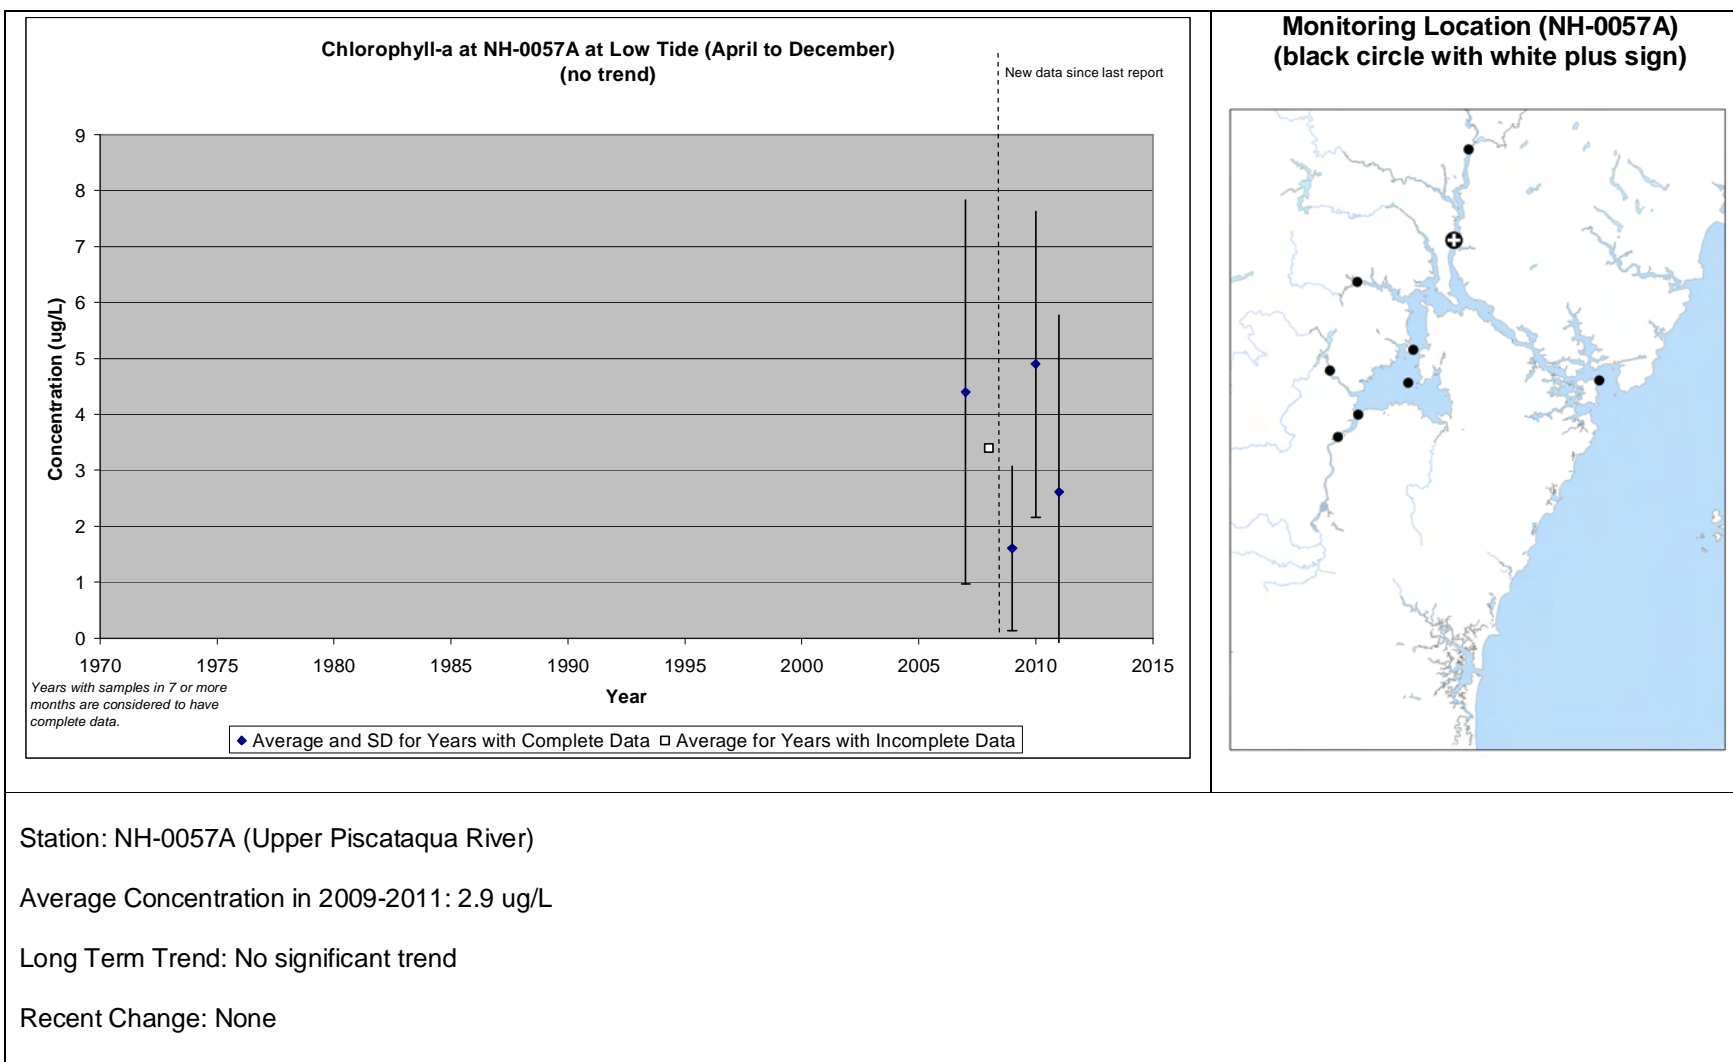 Chlorophyll-a at NH-0057A at Low Tide (April to December)
(no trend)
New data since last report
Concentration (ug/L)
9
8
7
6
5
4
3
2
1
0
1970 1975 1980 1985 1990 1995 2000 2005 2010 2015
Year
Years with samples in 7 or more
months are considered to have
complete data.
Average and SD for Years with Complete Data Average for Years with Incomplete Data
Monitoring Location (NH-0057A)
(black circle with white plus sign)
Station: NH-0057A (Upper Piscataqua River)
Average Concentration in 2009-2011: 2.9 ug/L
Long Term Trend: No significant trend
Recent Change: None